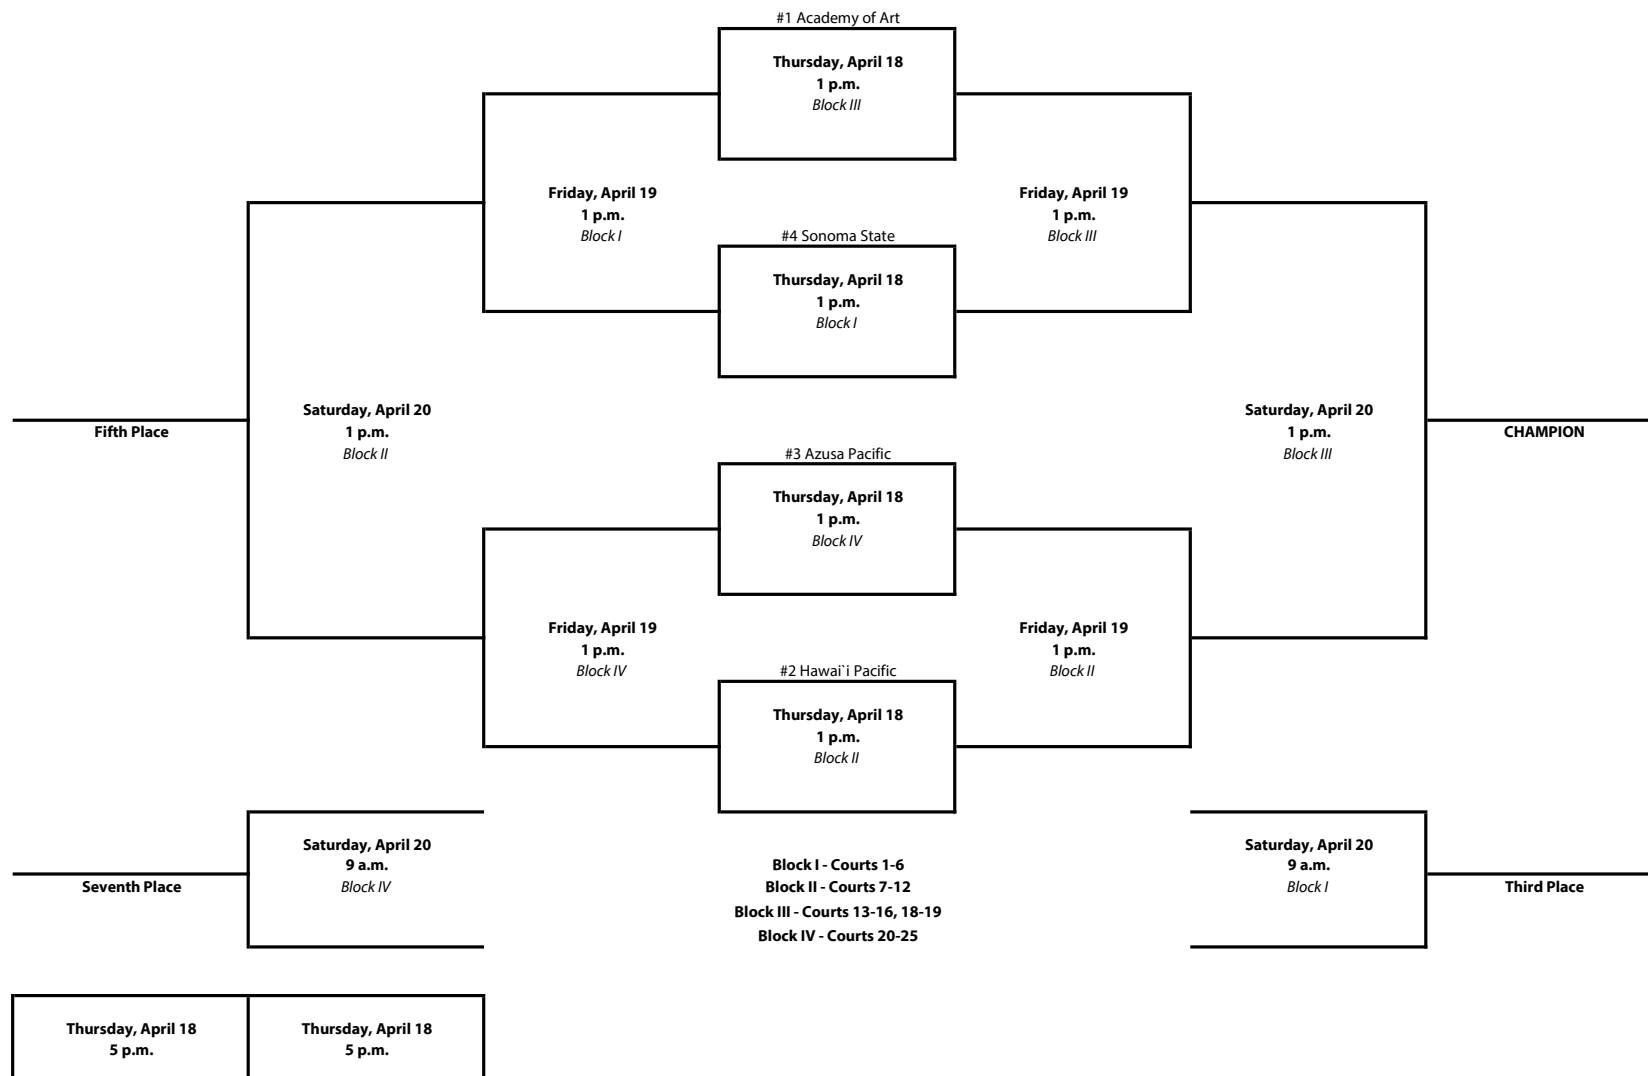 #1 Academy of Art
Thursday, April 18
1 p.m.
Block III
Friday, April 19
1 p.m.
Block I
Friday, April 19
1 p.m.
Block III
#4 Sonoma State
Thursday, April 18
1 p.m.
Block I
Saturday, April 20
1 p.m.
Block II
Fifth Place
Saturday, April 20
1 p.m.
Block III
CHAMPION
#3 Azusa Pacific
Thursday, April 18
1 p.m.
Block IV
Friday, April 19
1 p.m.
Block IV
Friday, April 19
1 p.m.
Block II
#2 Hawai`i Pacific
Thursday, April 18
1 p.m.
Block II
Saturday, April 20
9 a.m.
Block IV
Seventh Place
Block I - Courts 1-6
Block II - Courts 7-12
Block III - Courts 13-16, 18-19
Block IV - Courts 20-25
Saturday, April 20
9 a.m.
Block I
Third Place
Thursday, April 18
5 p.m.
Thursday, April 18
5 p.m.